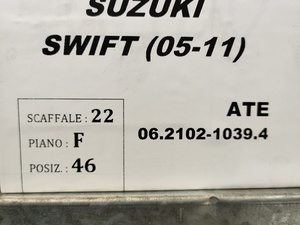 SUZUKI
SWIFT (05-11)
SCAFFALE : 22
PIANO : F
POSIZ. : 46
ATE
06.2102-1039.4